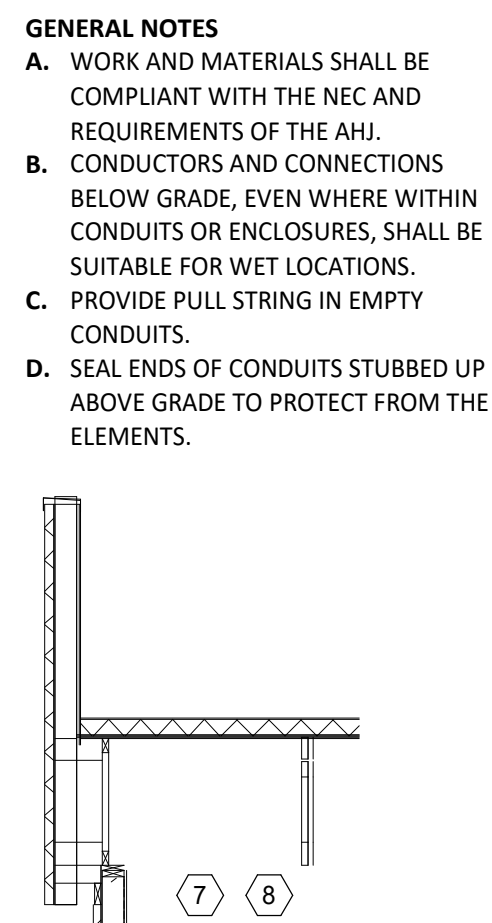 GENERAL NOTES
A. WORK AND MATERIALS SHALL BE
COMPLIANT WITH THE NEC AND
REQUIREMENTS OF THE AHJ.
B. CONDUCTORS AND CONNECTIONS
BELOW GRADE, EVEN WHERE WITHIN
CONDUITS OR ENCLOSURES, SHALL BE
SUITABLE FOR WET LOCATIONS.
C. PROVIDE PULL STRING IN EMPTY
CONDUITS.
D. SEAL ENDS OF CONDUITS STUBBED UP
ABOVE GRADE TO PROTECT FROM THE
ELEMENTS.
7 8